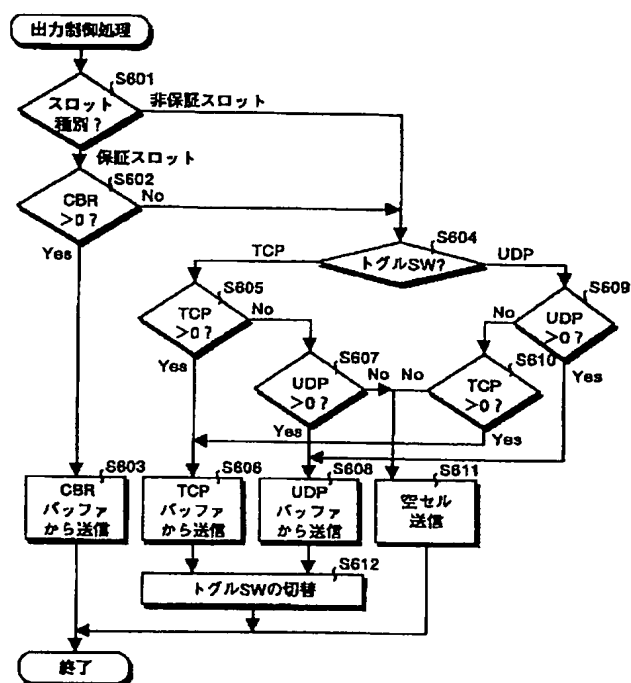 出力制御処理
S601
スロット
種別?
非保証スロット
保証スロット
S602
CBR
>0?
No
Yes
S604
トグルSW?
TCP
UDP
S605
TCP
>0?
No
Yes
S609
UDP
>0?
No
Yes
S607
UDP
>0?
No
Yes
S610
TCP
>0?
No
Yes
S603
CBR
バッファ
から送信
S606
TCP
バッファ
から送信
S608
UDP
バッファ
から送信
S611
空セル
送信
S612
トグルSWの切替
終了